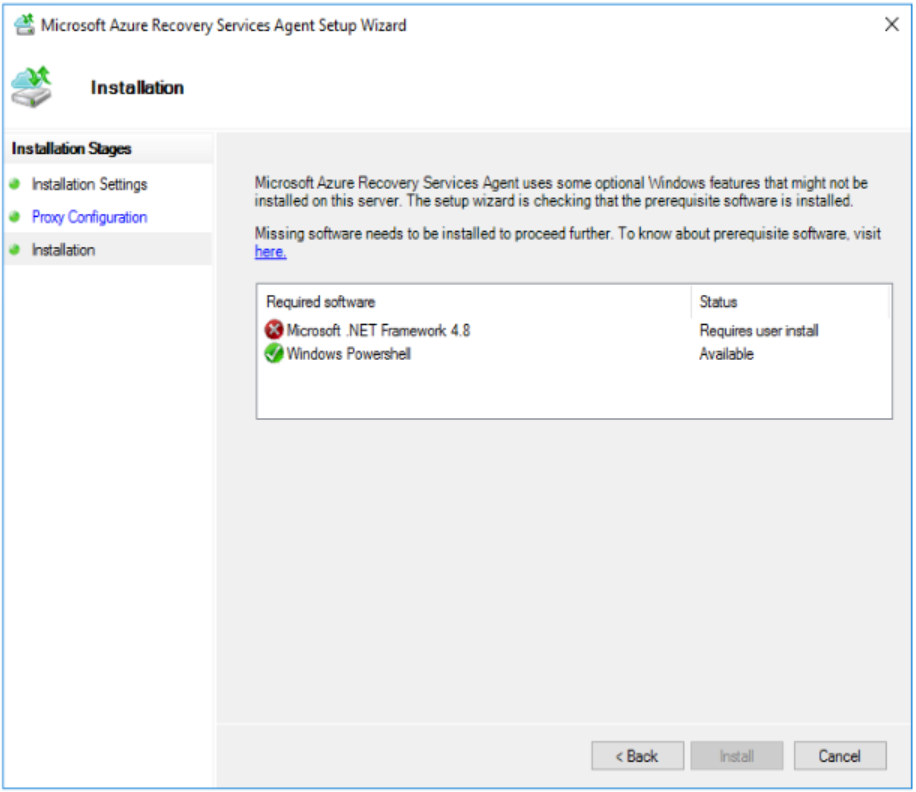 Microsoft Azure Recovery Services Agent Setup Wizard
Installation
Installation Stages
Installation Settings
Proxy Configuration
Installation
Microsoft Azure Recovery Services Agent uses some optional Windows features that might not be
installed on this server. The setup wizard is checking that the prerequisite software is installed.
Missing software needs to be installed to proceed further. To know about prerequisite software, visit
here.
Required software Status
Microsoft .NET Framework 4.8 Requires user install
Windows Powershell Available
< Back Install Cancel